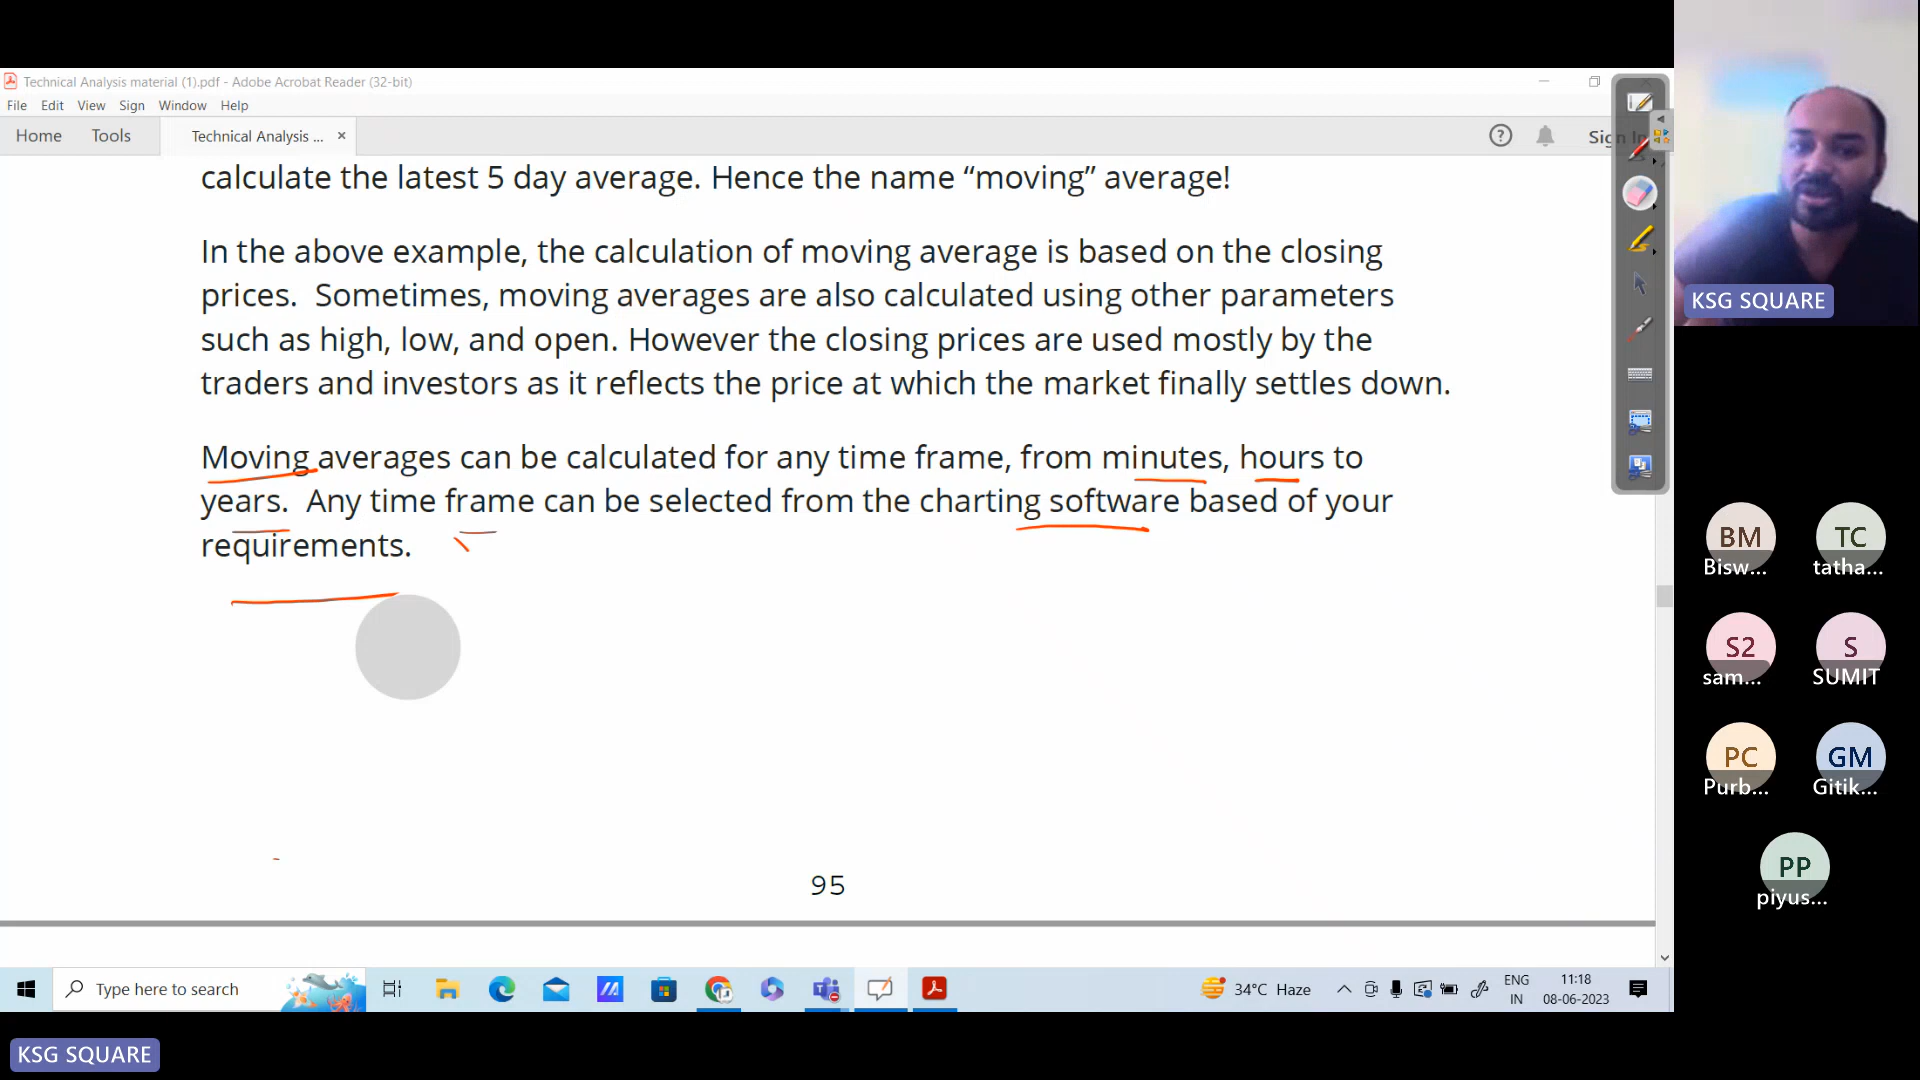 Technical Analysis material (1).pdf - Adobe Acrobat Reader (32-bit)
File Edit View Sign Window Help
Home Tools Technical Analysis ... × Sign In
calculate the latest 5 day average. Hence the name “moving” average!
In the above example, the calculation of moving average is based on the closing
prices. Sometimes, moving averages are also calculated using other parameters
such as high, low, and open. However the closing prices are used mostly by the
traders and investors as it reflects the price at which the market finally settles down.
Moving averages can be calculated for any time frame, from minutes, hours to
years. Any time frame can be selected from the charting software based of your
requirements.
95
KSG SQUARE
BM
Bisw...
TC
tatha...
S2
sam...
S
SUMIT
PC
Purb...
GM
Gitik...
PP
piyus...
Type here to search
34°C Haze
ENG
IN
11:18
08-06-2023
KSG SQUARE